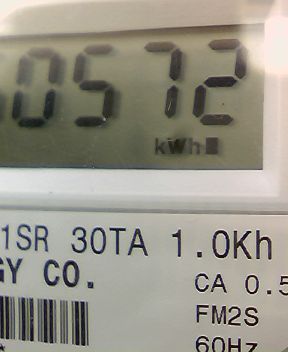 0572
kWh
1SR 30TA 1.0Kh
GY CO.
CA 0.5
FM2S
60Hz